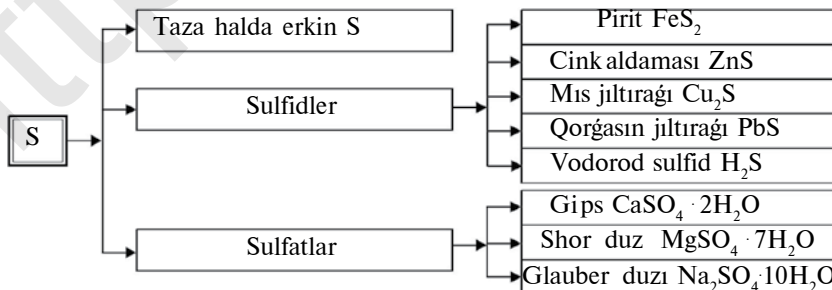 S
Taza halda erkin S
Sulfidler
Sulfatlar
Pirit FeS₂
Cink aldaması ZnS
Mıs jıltıraǵı Cu₂S
Qorǵasın jıltıraǵı PbS
Vodorod sulfid H₂S
Gips CaSO₄ · 2H₂O
Shor duz MgSO₄ · 7H₂O
Glauber duzı Na₂SO₄·10H₂O